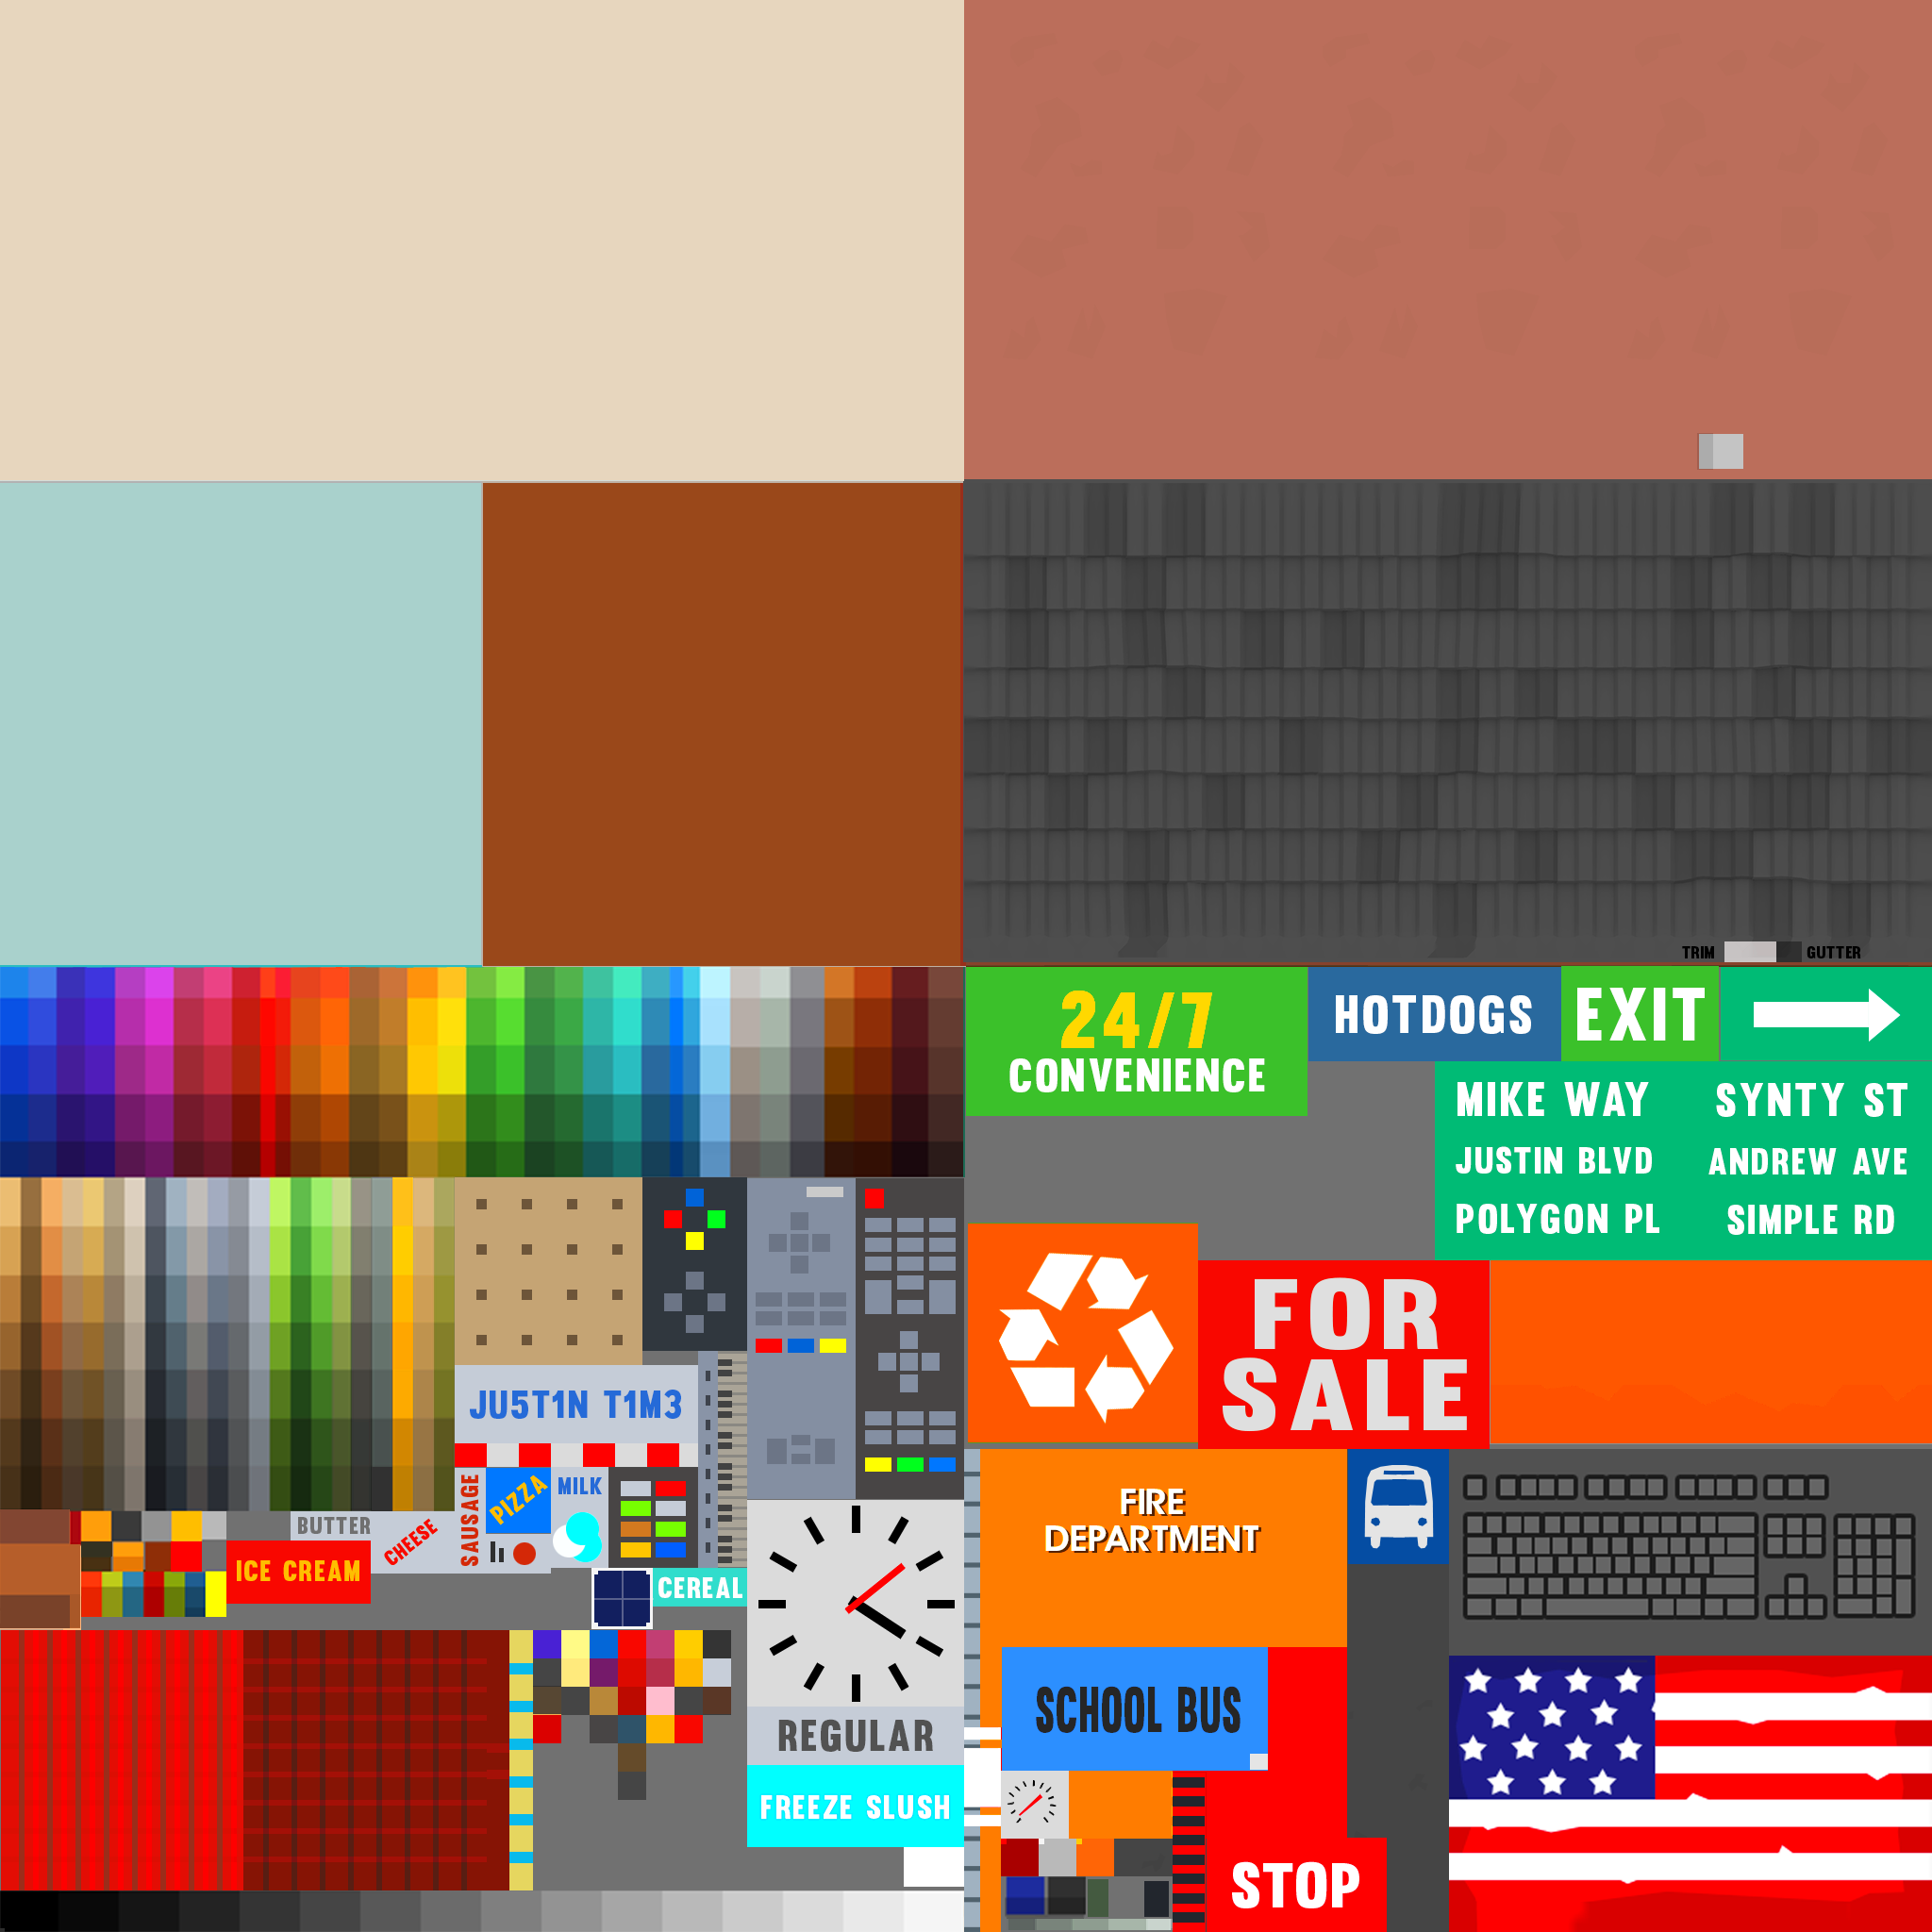 TRIM
GUTTER
24/7
CONVENIENCE
HOTDOGS
EXIT
MIKE WAY
SYNTY ST
JUSTIN BLVD
ANDREW AVE
POLYGON PL
SIMPLE RD
FOR
SALE
JU5T1N T1M3
SAUSAGE
PIZZA
MILK
BUTTER
CHEESE
ICE CREAM
CEREAL
FIRE
DEPARTMENT
REGULAR
SCHOOL BUS
FREEZE SLUSH
STOP